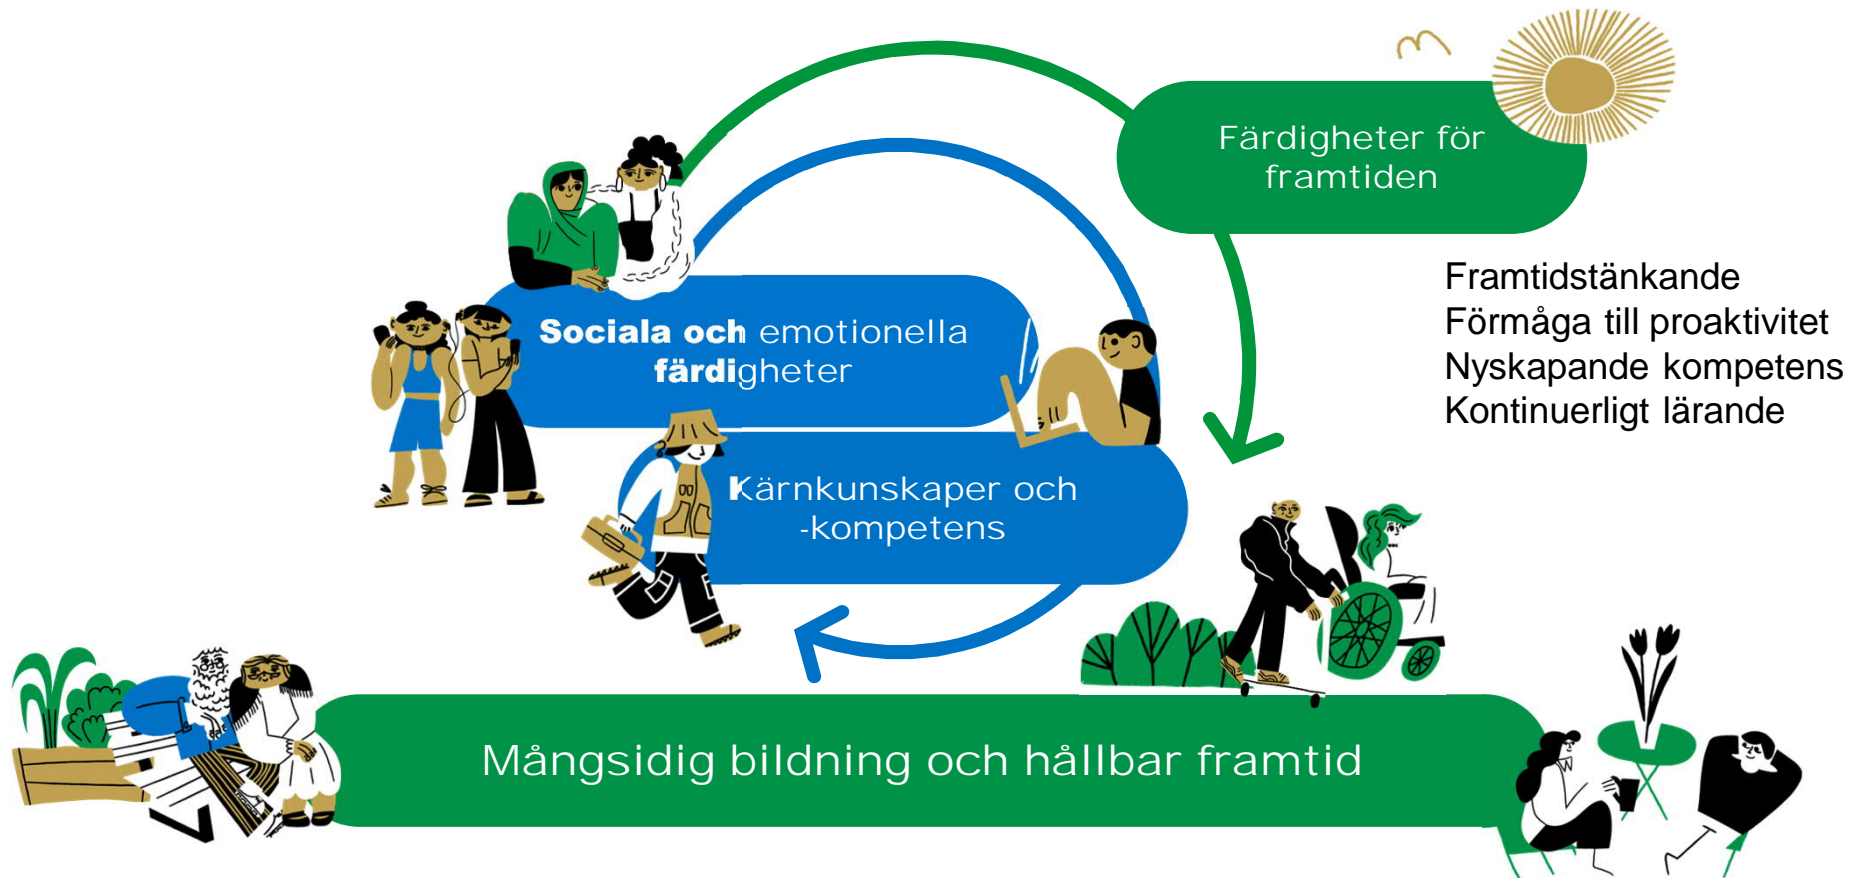 Färdigheter för
framtiden
Framtidstänkande
Förmåga till proaktivitet
Nyskapande kompetens
Kontinuerligt lärande
Sociala och emotionella
färdigheter
Kärnkunskaper och
-kompetens
Mångsidig bildning och hållbar framtid